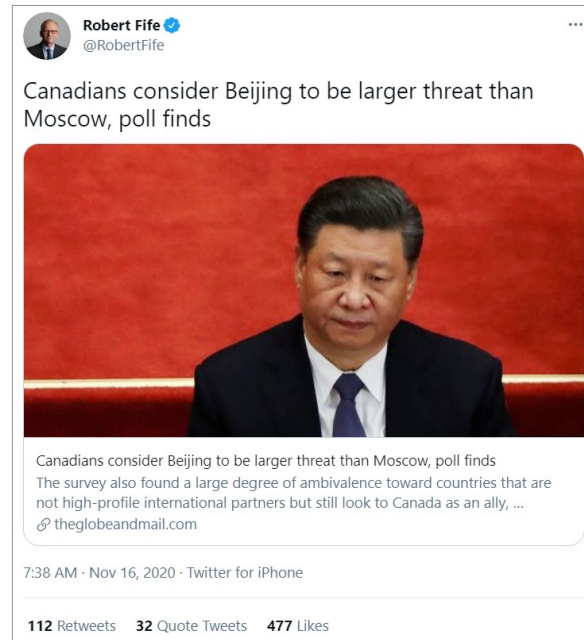 Robert Fife
@RobertFife
Canadians consider Beijing to be larger threat than
Moscow, poll finds
Canadians consider Beijing to be larger threat than Moscow, poll finds
The survey also found a large degree of ambivalence toward countries that are
not high-profile international partners but still look to Canada as an ally, ...
theglobeandmail.com
7:38 AM · Nov 16, 2020 · Twitter for iPhone
112 Retweets 32 Quote Tweets 477 Likes